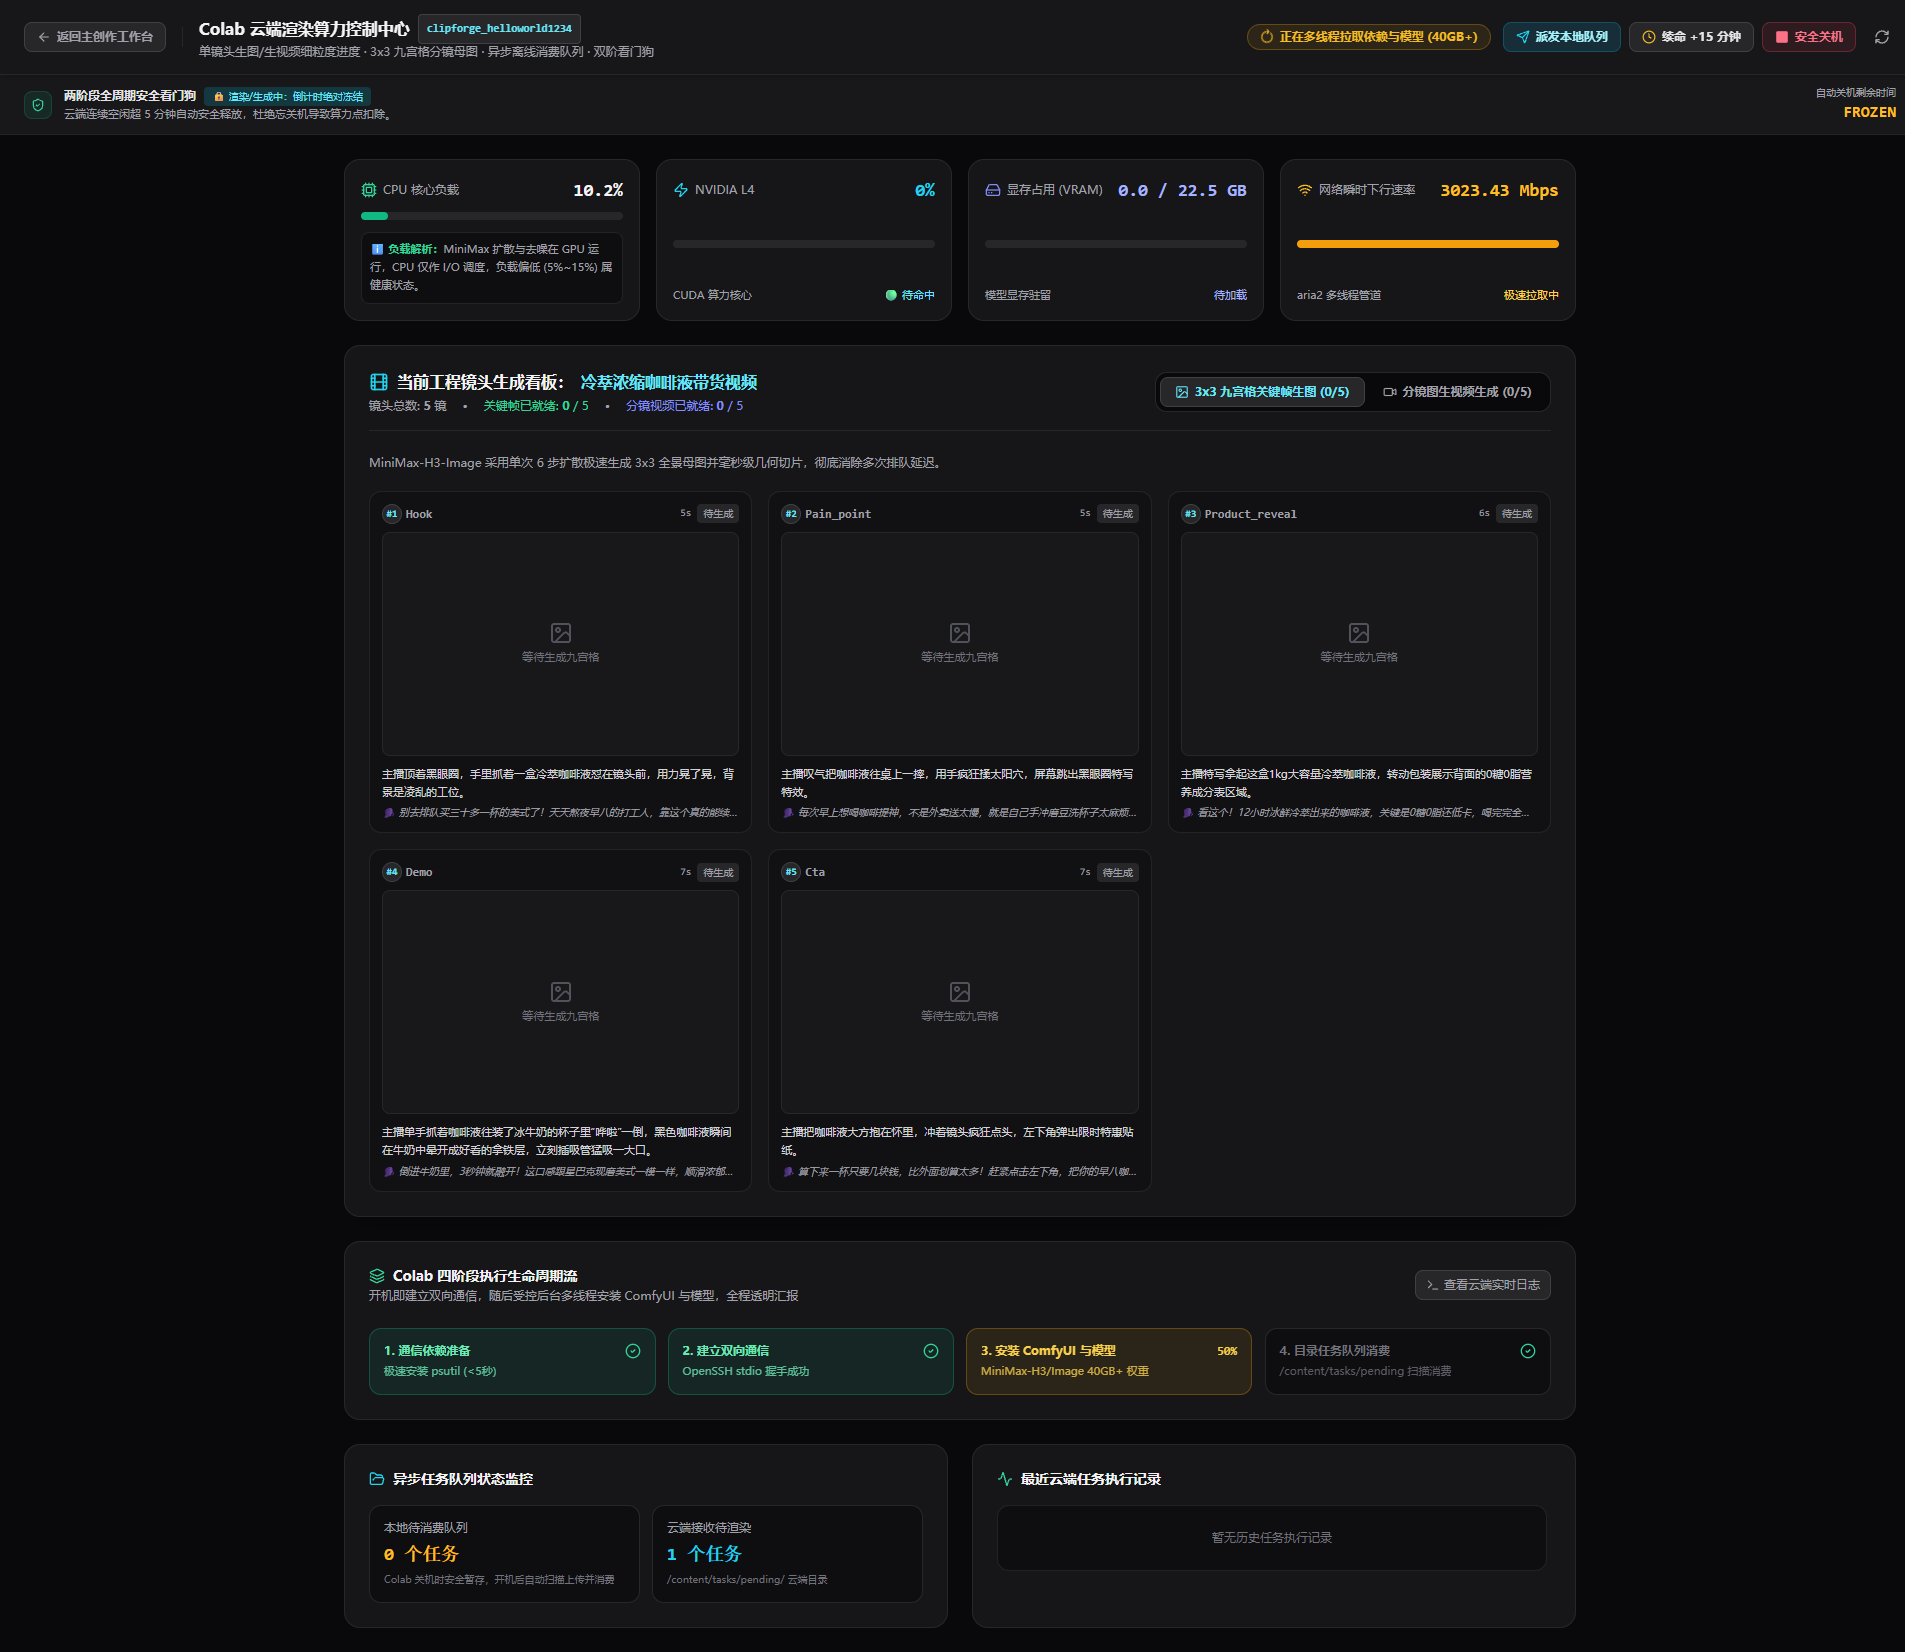 返回主创作工作台
Colab 云端渲染算力控制中心
clipforge_helloworld1234
单镜头生图/生视频细粒度进度 · 3x3 九宫格分镜母图 · 异步离线消费队列 · 双阶看门狗
正在多线程拉取依赖与模型 (40GB+)
派发本地队列
续命 +15 分钟
安全关机
两阶段全周期安全看门狗
渲染/生成中：倒计时绝对冻结
云端连续空闲超 5 分钟自动安全释放，杜绝忘关机导致算力点扣除。
自动关机剩余时间
FROZEN
CPU 核心负载
10.2%
负载解析：MiniMax 扩散与去噪在 GPU 运
行，CPU 仅作 I/O 调度，负载偏低 (5%~15%) 属
健康状态。
NVIDIA L4
0%
CUDA 算力核心
待命中
显存占用 (VRAM)
0.0 / 22.5 GB
模型显存驻留
待加载
网络瞬时下行速率
3023.43 Mbps
aria2 多线程管道
极速拉取中
当前工程镜头生成看板：
冷萃浓缩咖啡液带货视频
镜头总数: 5 镜 • 关键帧已就绪: 0 / 5 • 分镜视频已就绪: 0 / 5
3x3 九宫格关键帧生图 (0/5)
分镜图生视频生成 (0/5)
MiniMax-H3-Image 采用单次 6 步扩散极速生成 3x3 全景母图并毫秒级几何切片，彻底消除多次排队延迟。
#1 Hook
5s 待生成
等待生成九宫格
主播顶着黑眼圈，手里抓着一盒冷萃咖啡液怼在镜头前，用力晃了晃，背
景是凌乱的工位。
别去排队买三十多一杯的美式了！天天熬夜早八的打工人，靠这个真的能续...
#2 Pain_point
5s 待生成
等待生成九宫格
主播叹气把咖啡液往桌上一摔，用手疯狂揉太阳穴，屏幕跳出黑眼圈特写
特效。
每次早上想喝咖啡提神，不是外卖送太慢，就是自己手冲磨豆洗杯子太麻烦...
#3 Product_reveal
6s 待生成
等待生成九宫格
主播特写拿起这盒1kg大容量冷萃咖啡液，转动包装展示背面的0糖0脂营
养成分表区域。
看这个！12小时冰鲜冷萃出来的咖啡液，关键是0糖0脂还低卡，喝完完全...
#4 Demo
7s 待生成
等待生成九宫格
主播单手抓着咖啡液往装了冰牛奶的杯子里“哗啦”一倒，黑色咖啡液瞬间
在牛奶中晕开成好看的拿铁层，立刻插吸管猛吸一大口。
倒进牛奶里，3秒钟就融开！这口感跟星巴克现磨美式一模一样，顺滑浓郁...
#5 Cta
7s 待生成
等待生成九宫格
主播把咖啡液大方抱在怀里，冲着镜头疯狂点头，左下角弹出限时特惠贴
纸。
算下来一杯只要几块钱，比外面划算太多！赶紧点击左下角，把你的早八咖...
Colab 四阶段执行生命周期流
开机即建立双向通信，随后受控后台多线程安装 ComfyUI 与模型，全程透明汇报
查看云端实时日志
1. 通信依赖准备
极速安装 psutil (<5秒)
2. 建立双向通信
OpenSSH stdio 握手成功
3. 安装 ComfyUI 与模型
50%
MiniMax-H3/Image 40GB+ 权重
4. 目录任务队列消费
/content/tasks/pending 扫描消费
异步任务队列状态监控
本地待消费队列
0 个任务
Colab 关机时安全暂存，开机后自动扫描上传并消费
云端接收待渲染
1 个任务
/content/tasks/pending/ 云端目录
最近云端任务执行记录
暂无历史任务执行记录